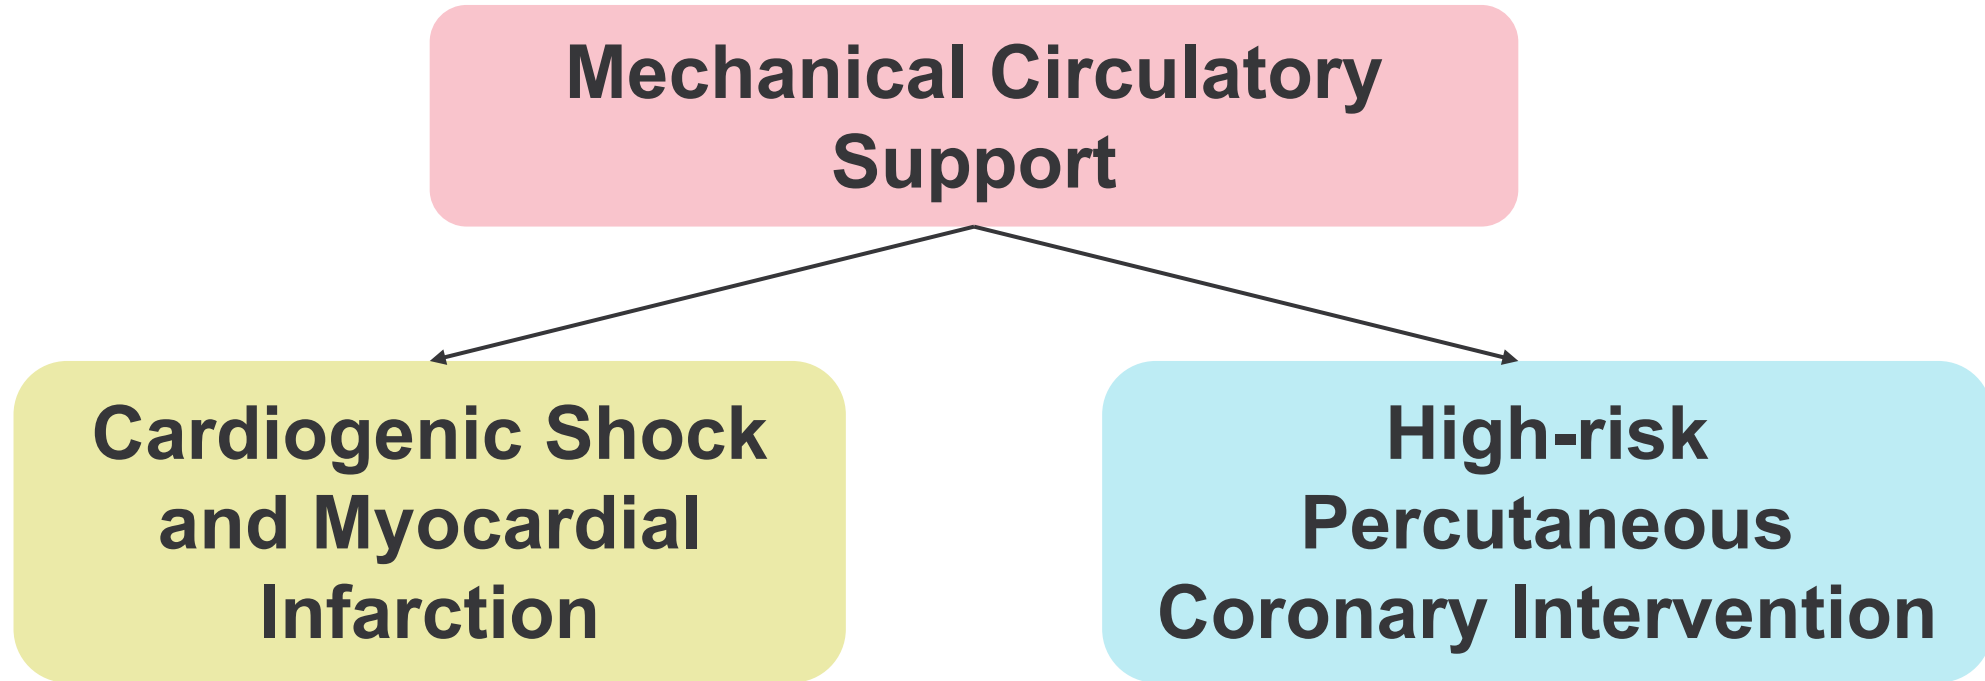 Mechanical Circulatory
Support
Cardiogenic Shock
and Myocardial
Infarction
High-risk
Percutaneous
Coronary Intervention